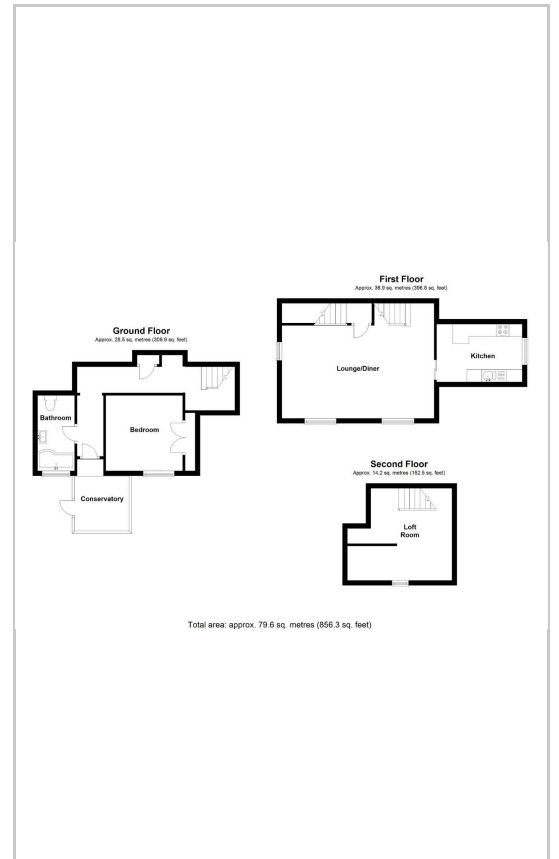 First Floor
Approx. 36.9 sq. metres (396.8 sq. feet)
Ground Floor
Approx. 28.5 sq. metres (306.9 sq. feet)
Kitchen
Lounge/Diner
Bathroom
Bedroom
Second Floor
Approx. 14.2 sq. metres (152.5 sq. feet)
Conservatory
Loft
Room
Total area: approx. 79.6 sq. metres (856.3 sq. feet)